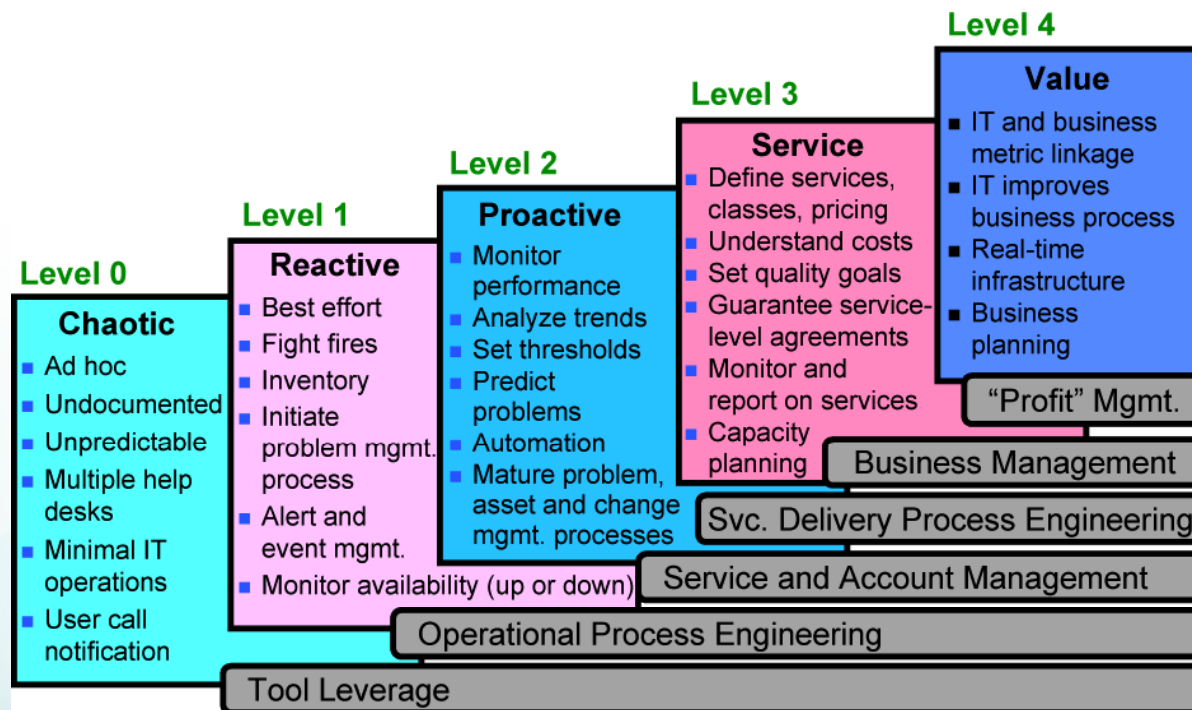 Level 0
Chaotic
Ad hoc
Undocumented
Unpredictable
Multiple help
desks
Minimal IT
operations
User call
notification
Level 1
Reactive
Best effort
Fight fires
Inventory
Initiate
problem mgmt.
process
Alert and
event mgmt.
Monitor availability (up or down)
Level 2
Proactive
Monitor
performance
Analyze trends
Set thresholds
Predict
problems
Automation
Mature problem,
asset and change
mgmt. processes
Level 3
Service
Define services,
classes, pricing
Understand costs
Set quality goals
Guarantee service-
level agreements
Monitor and
report on services
Capacity
planning
Level 4
Value
IT and business
metric linkage
IT improves
business process
Real-time
infrastructure
Business
planning
“Profit” Mgmt.
Business Management
Svc. Delivery Process Engineering
Service and Account Management
Operational Process Engineering
Tool Leverage